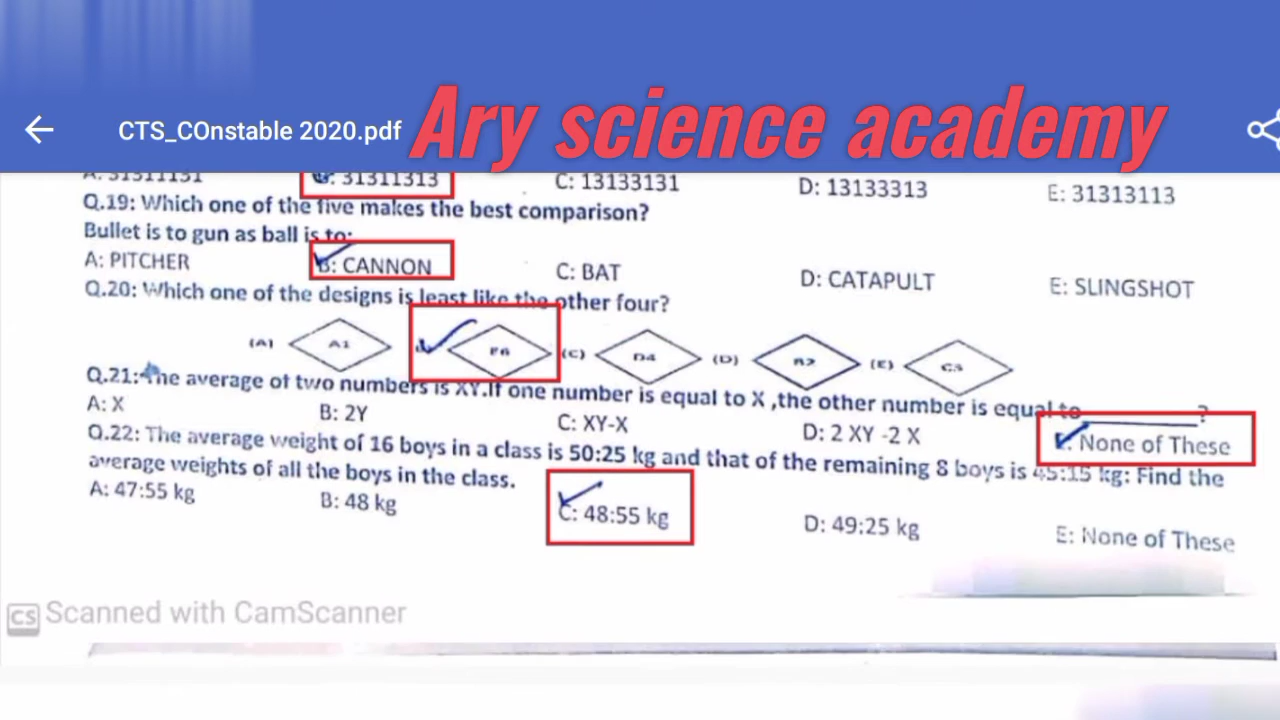 CTS_COnstable 2020.pdf
Ary science academy
A: 31311131 B: 31311313 C: 13133131 D: 13133313 E: 31313113
Q.19: Which one of the five makes the best comparison?
Bullet is to gun as ball is to:
A: PITCHER B: CANNON C: BAT D: CATAPULT E: SLINGSHOT
Q.20: Which one of the designs is least like the other four?
(A) A1 F6 (C) D4 (D) B2 (E) C3
Q.21: The average of two numbers is XY.If one number is equal to X ,the other number is equal to __________?
A: X B: 2Y C: XY-X D: 2 XY -2 X E: None of These
Q.22: The average weight of 16 boys in a class is 50:25 kg and that of the remaining 8 boys is 45:15 kg: Find the
average weights of all the boys in the class.
A: 47:55 kg B: 48 kg C: 48:55 kg D: 49:25 kg E: None of These
CS Scanned with CamScanner